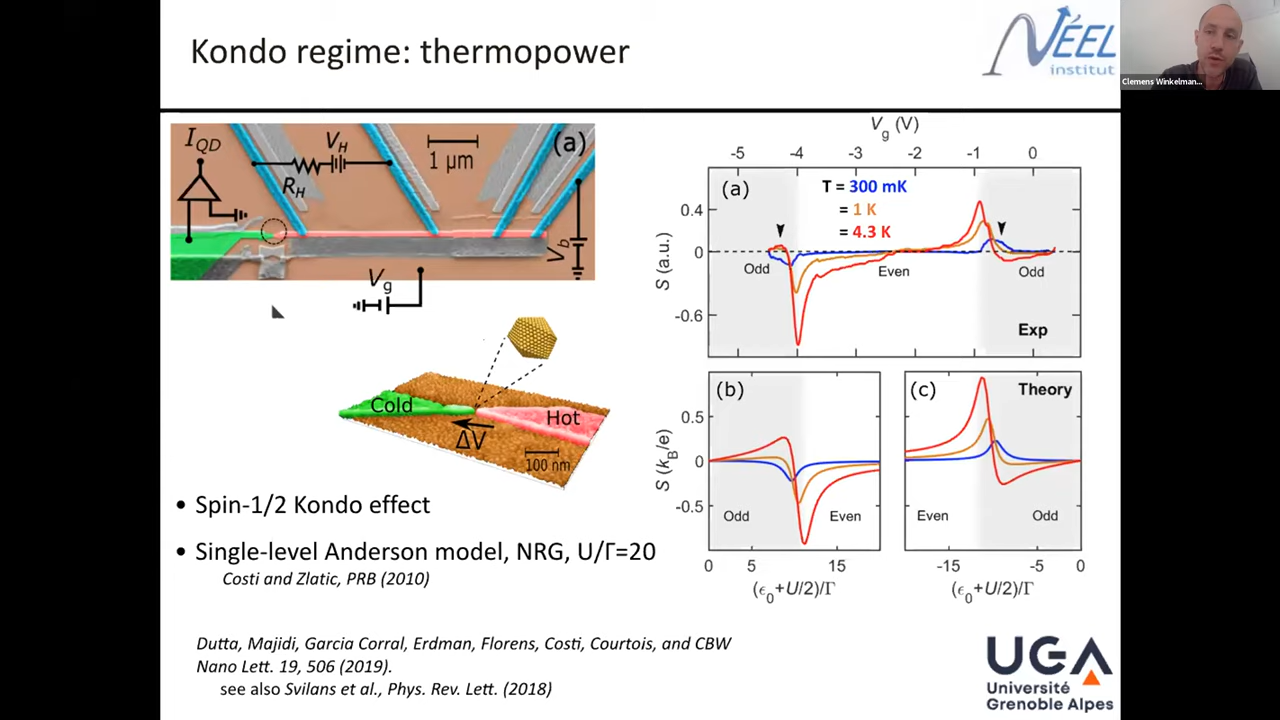 Kondo regime: thermopower
NÉEL
institut
Clemens Winkelman...
I_QD
V_H
R_H
1 µm
(a)
V_b
V_g
Cold
Hot
ΔV
100 nm
• Spin-1/2 Kondo effect
• Single-level Anderson model, NRG, U/Γ=20
Costi and Zlatic, PRB (2010)
V_g (V)
-5 -4 -3 -2 -1 0
(a)
T = 300 mK
= 1 K
= 4.3 K
0.4
0
-0.6
S (a.u.)
Odd
Even
Odd
Exp
(b)
(c)
Theory
0.5
0
-0.5
S (k_B/e)
Odd
Even
Even
Odd
0 5 15
-15 -5 0
(ϵ_0+U/2)/Γ
(ϵ_0+U/2)/Γ
Dutta, Majidi, Garcia Corral, Erdman, Florens, Costi, Courtois, and CBW
Nano Lett. 19, 506 (2019).
see also Svilans et al., Phys. Rev. Lett. (2018)
UGA
Université
Grenoble Alpes